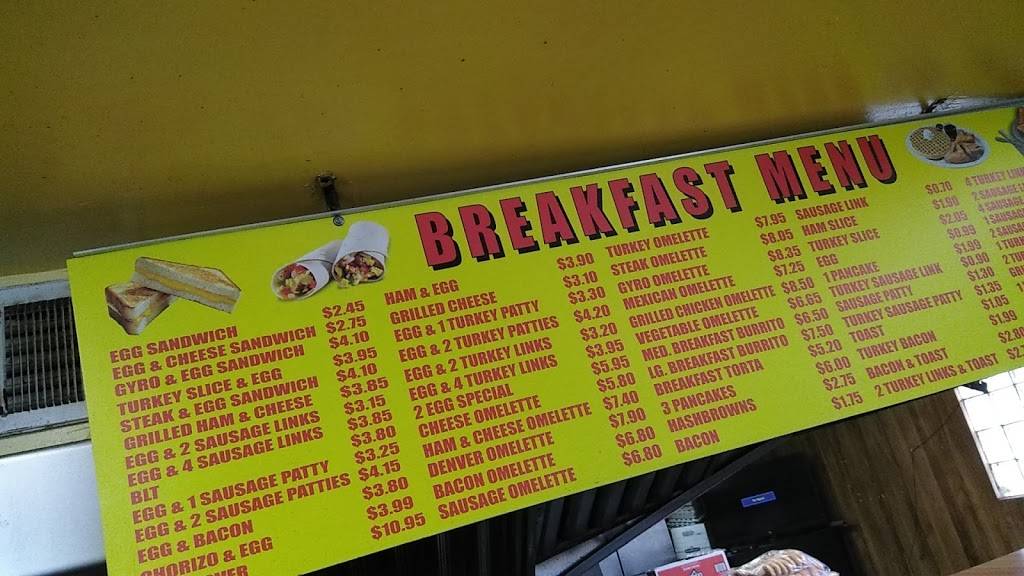 BREAKFAST MENU
EGG SANDWICH $2.45
EGG & CHEESE SANDWICH $2.75
GYRO & EGG SANDWICH $4.10
TURKEY SLICE & EGG $3.95
STEAK & EGG SANDWICH $4.10
GRILLED HAM & CHEESE $3.85
EGG & 2 SAUSAGE LINKS $3.15
EGG & 4 SAUSAGE LINKS $3.85
BLT $3.80
EGG & 1 SAUSAGE PATTY $3.25
EGG & 2 SAUSAGE PATTIES $4.15
EGG & BACON $3.80
CHORIZO & EGG $3.99
$10.95
HAM & EGG $3.90
GRILLED CHEESE $3.10
EGG & 1 TURKEY PATTY $3.30
EGG & 2 TURKEY PATTIES $4.20
EGG & 2 TURKEY LINKS $3.20
EGG & 4 TURKEY LINKS $3.95
2 EGG SPECIAL $5.95
CHEESE OMELETTE $5.80
HAM & CHEESE OMELETTE $7.40
DENVER OMELETTE $7.90
BACON OMELETTE $6.80
SAUSAGE OMELETTE $6.80
TURKEY OMELETTE $7.95
STEAK OMELETTE $8.05
GYRO OMELETTE $8.35
MEXICAN OMELETTE $7.25
GRILLED CHICKEN OMELETTE $8.50
VEGETABLE OMELETTE $6.65
MED. BREAKFAST BURRITO $6.50
LG. BREAKFAST BURRITO $7.50
BREAKFAST TORTA $5.20
3 PANCAKES $6.00
HASHBROWNS $2.75
BACON $1.75
SAUSAGE LINK $0.70
HAM SLICE $1.90
TURKEY SLICE $2.05
EGG $0.99
1 PANCAKE $1.99
TURKEY SAUSAGE LINK $0.90
SAUSAGE PATTY $1.30
TURKEY SAUSAGE PATTY $1.35
TOAST $1.05
TURKEY BACON $1.99
BACON & TOAST
2 TURKEY LINKS & TOAST
4 TURKEY
2 SAUSAGE